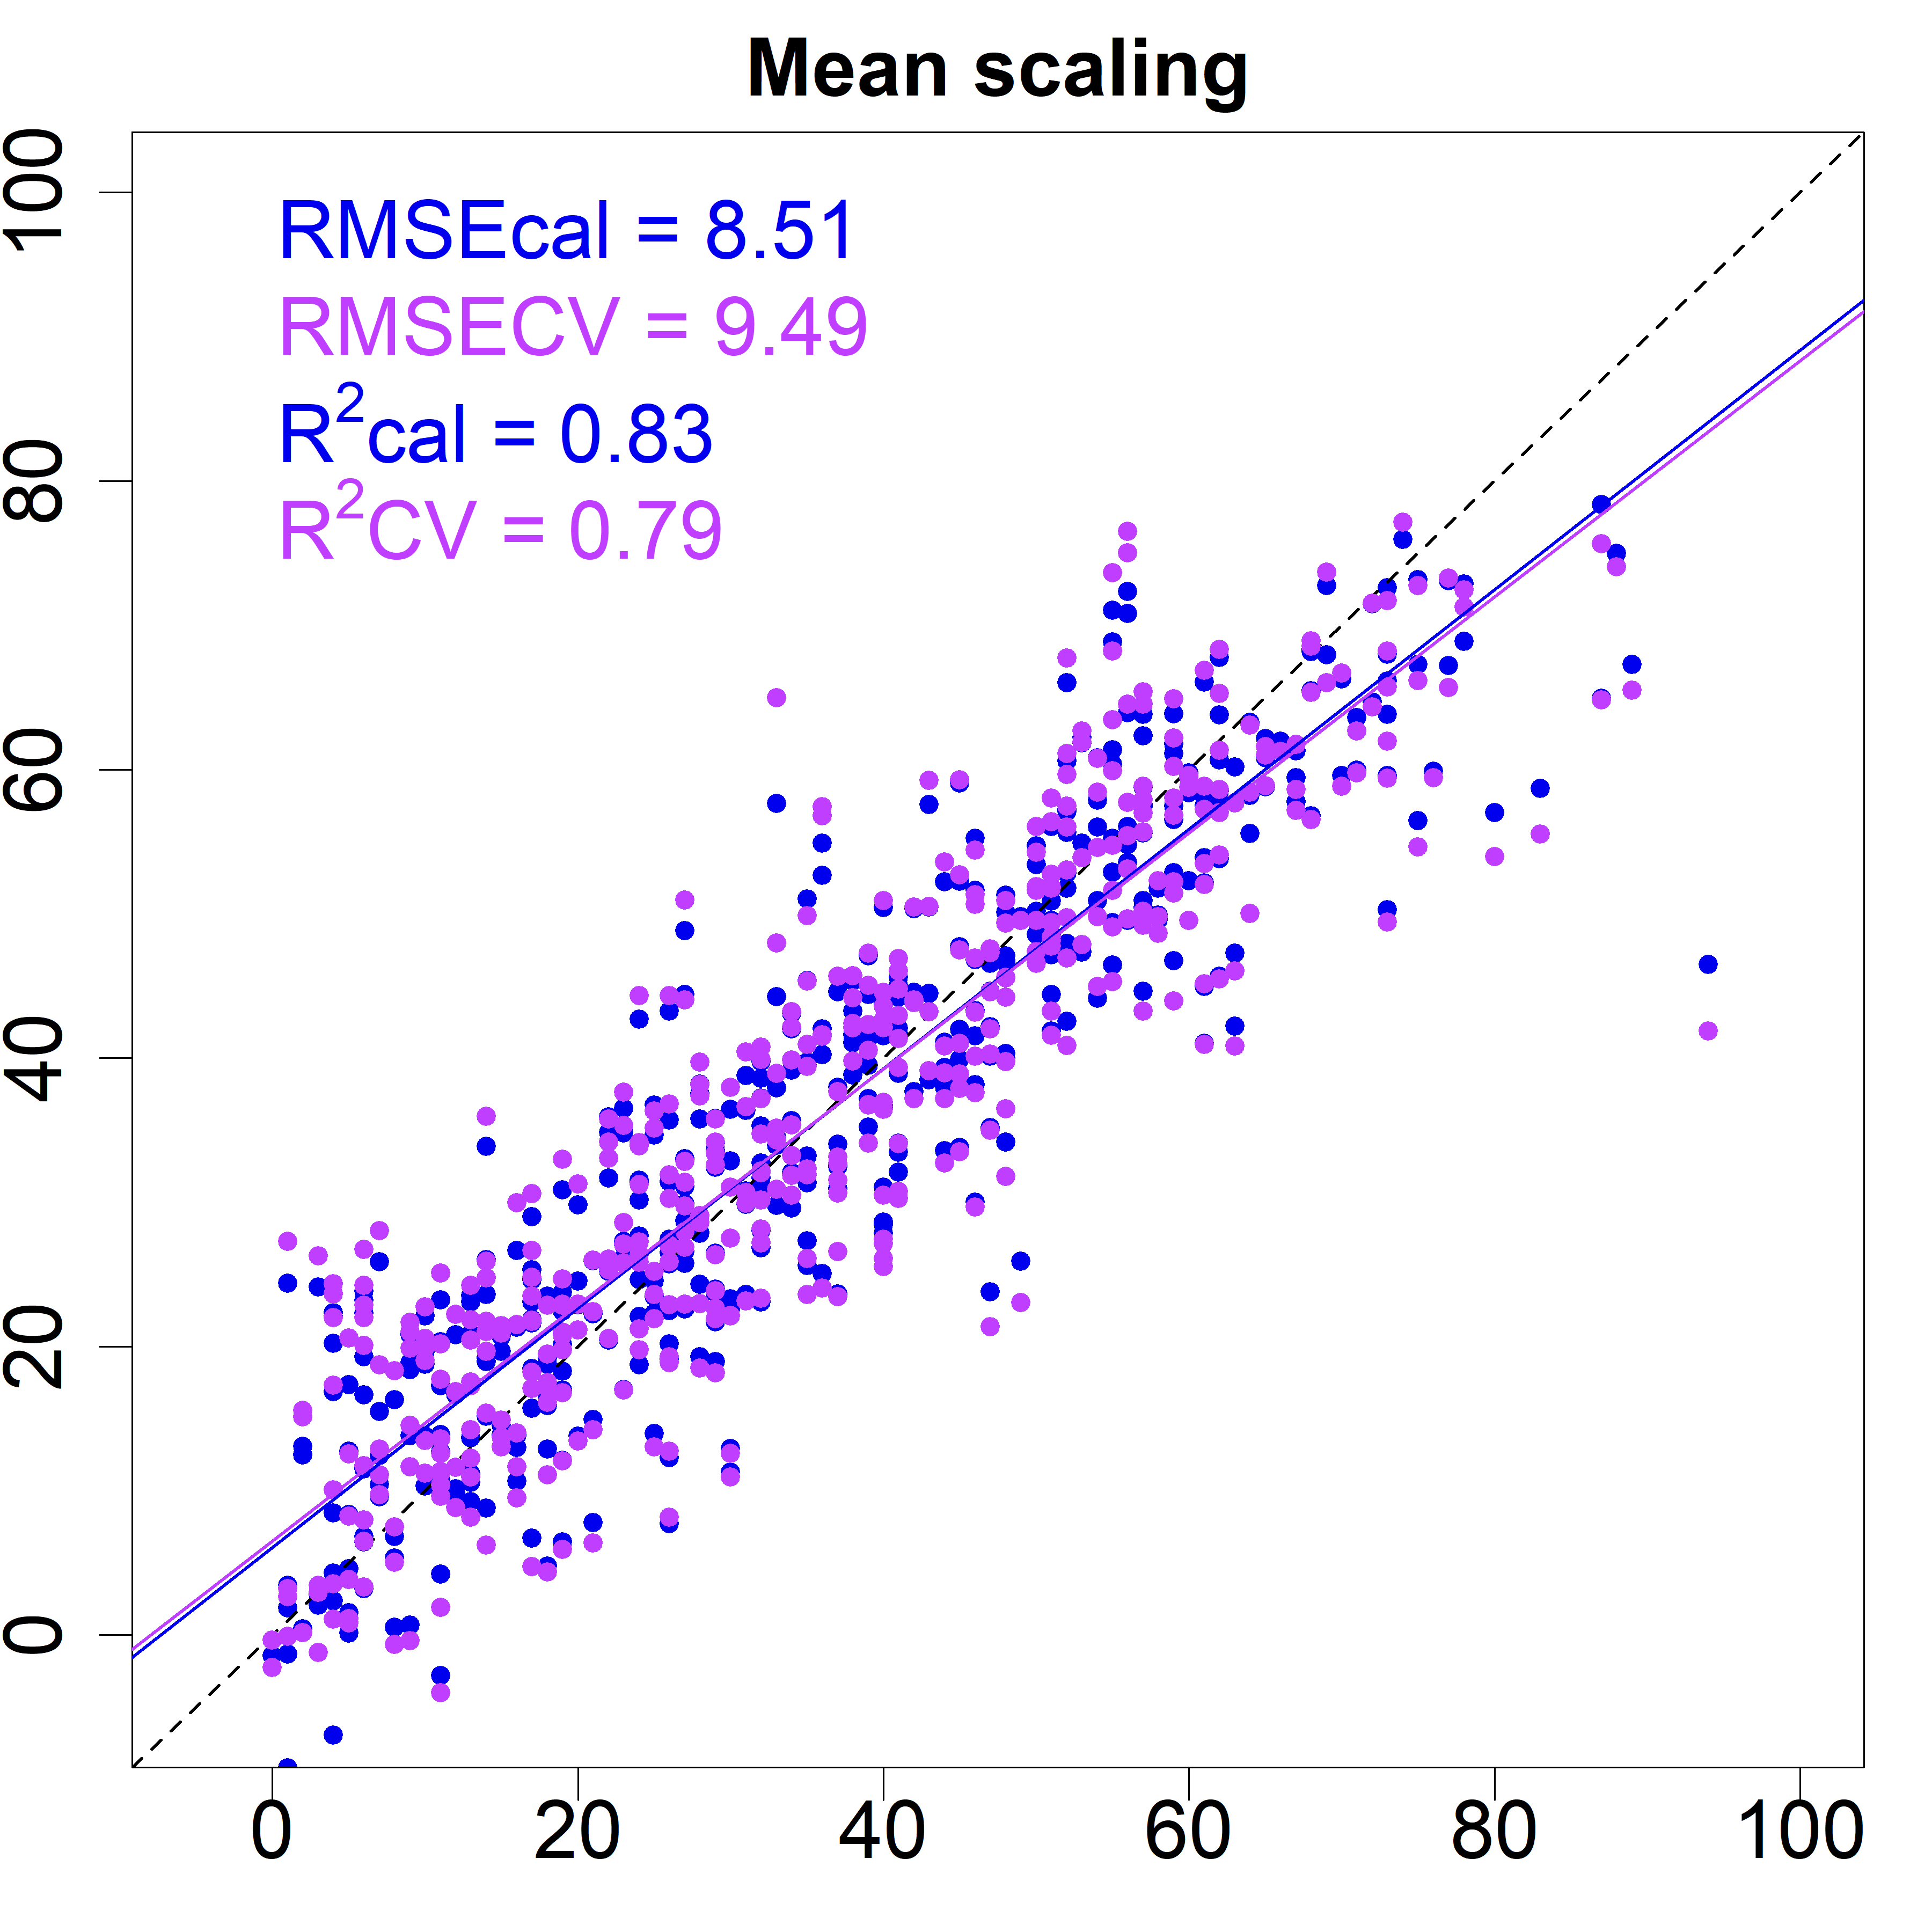 Mean scaling
100
80
60
40
20
0
RMSEcal = 8.51
RMSECV = 9.49
R²cal = 0.83
R²CV = 0.79
0 20 40 60 80 100